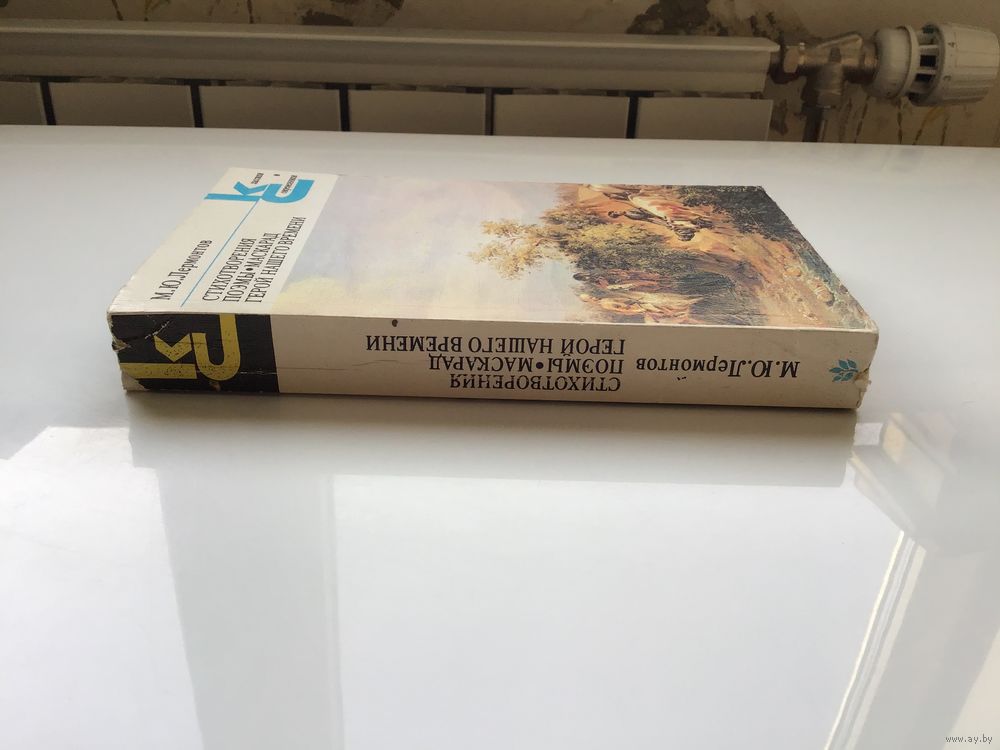 М.Ю.Лермонтов
СТИХОТВОРЕНИЯ
ПОЭМЫ•МАСКАРАД
ГЕРОЙ НАШЕГО ВРЕМЕНИ
М.Ю.Лермонтов
СТИХОТВОРЕНИЯ
ПОЭМЫ•МАСКАРАД
ГЕРОЙ НАШЕГО ВРЕМЕНИ
www.ay.by